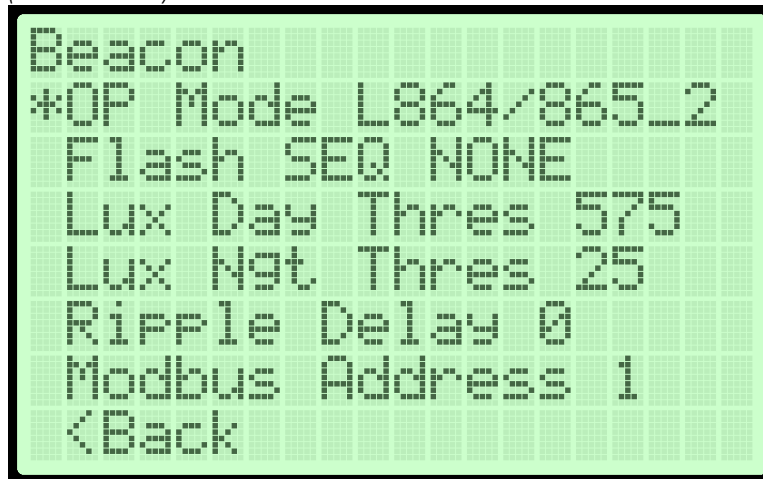 Beacon
*OP Mode L864/865_2
Flash SEQ NONE
Lux Day Thres 575
Lux Ngt Thres 25
Ripple Delay 0
Modbus Address 1
<Back